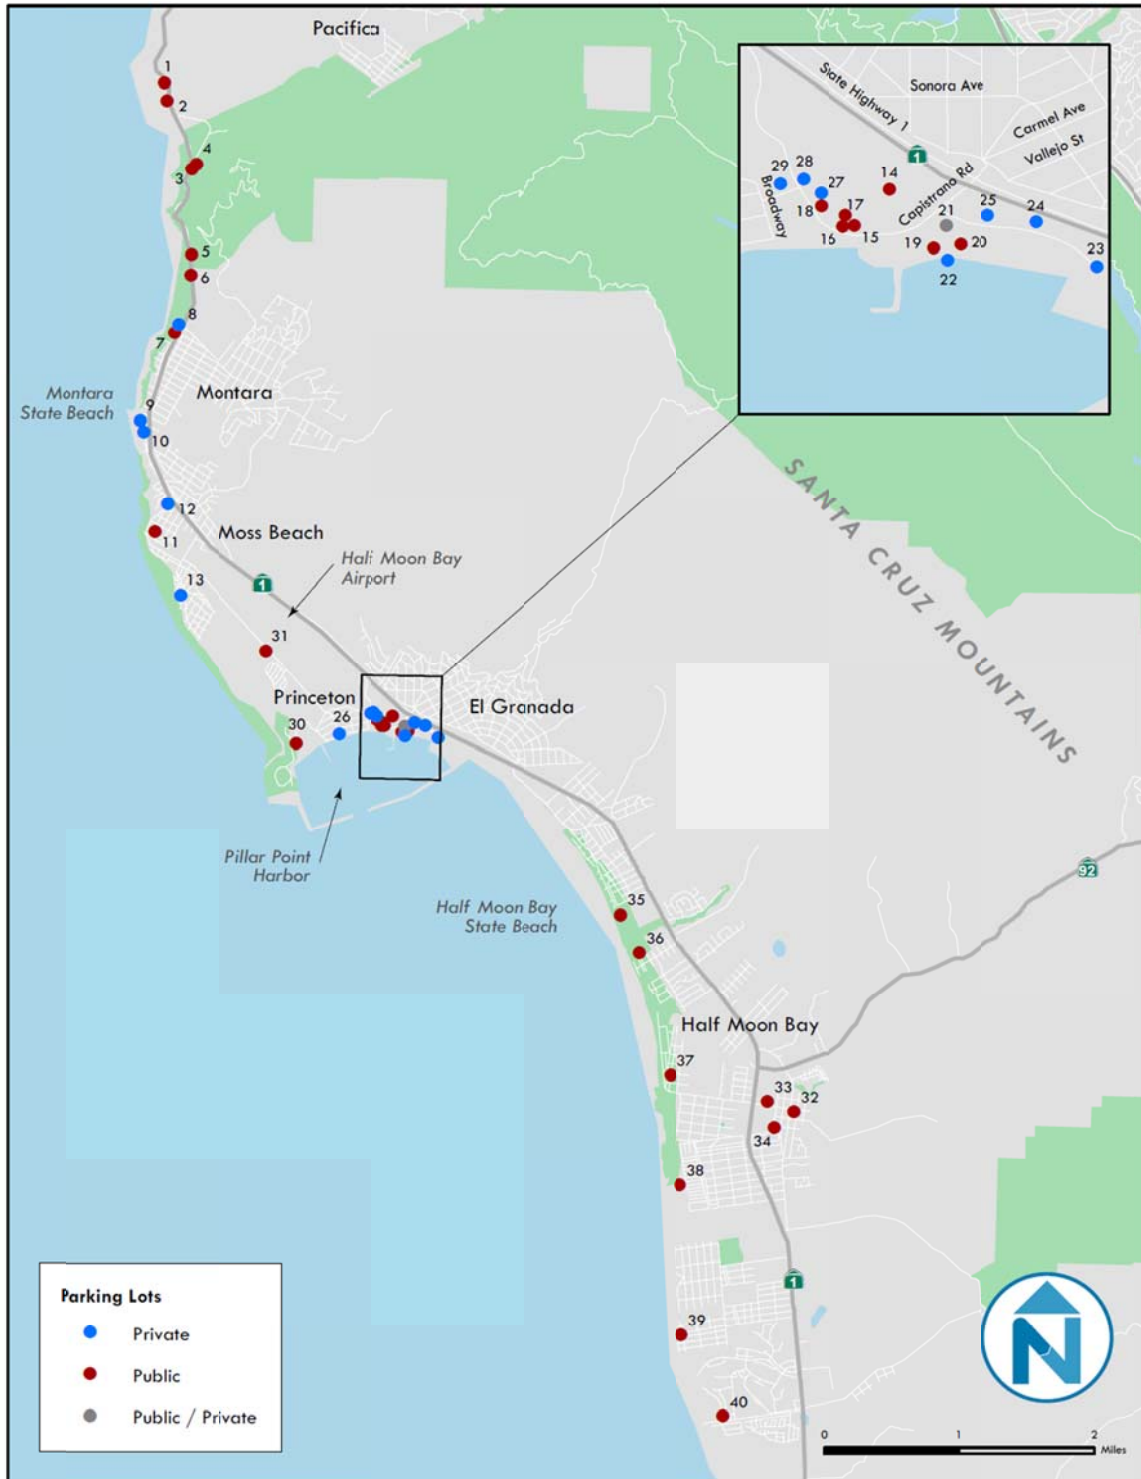 Pacifica
1
2
4
3
5
6
8
7
Montara
State Beach
Montara
9
10
12
11
Moss Beach
Half Moon Bay
Airport
1
13
31
Princeton
26
30
El Granada
Pillar Point
Harbor
Half Moon Bay
State Beach
SANTA CRUZ MOUNTAINS
92
35
36
Half Moon Bay
37
33
32
34
38
1
39
40
State Highway 1
Sonora Ave
Carmel Ave
Vallejo St
1
Capistrano Rd
Broadway
29
28
27
14
18
17
16
15
21
25
24
19
20
22
23
Parking Lots
Private
Public
Public / Private
N
0
1
2
Miles